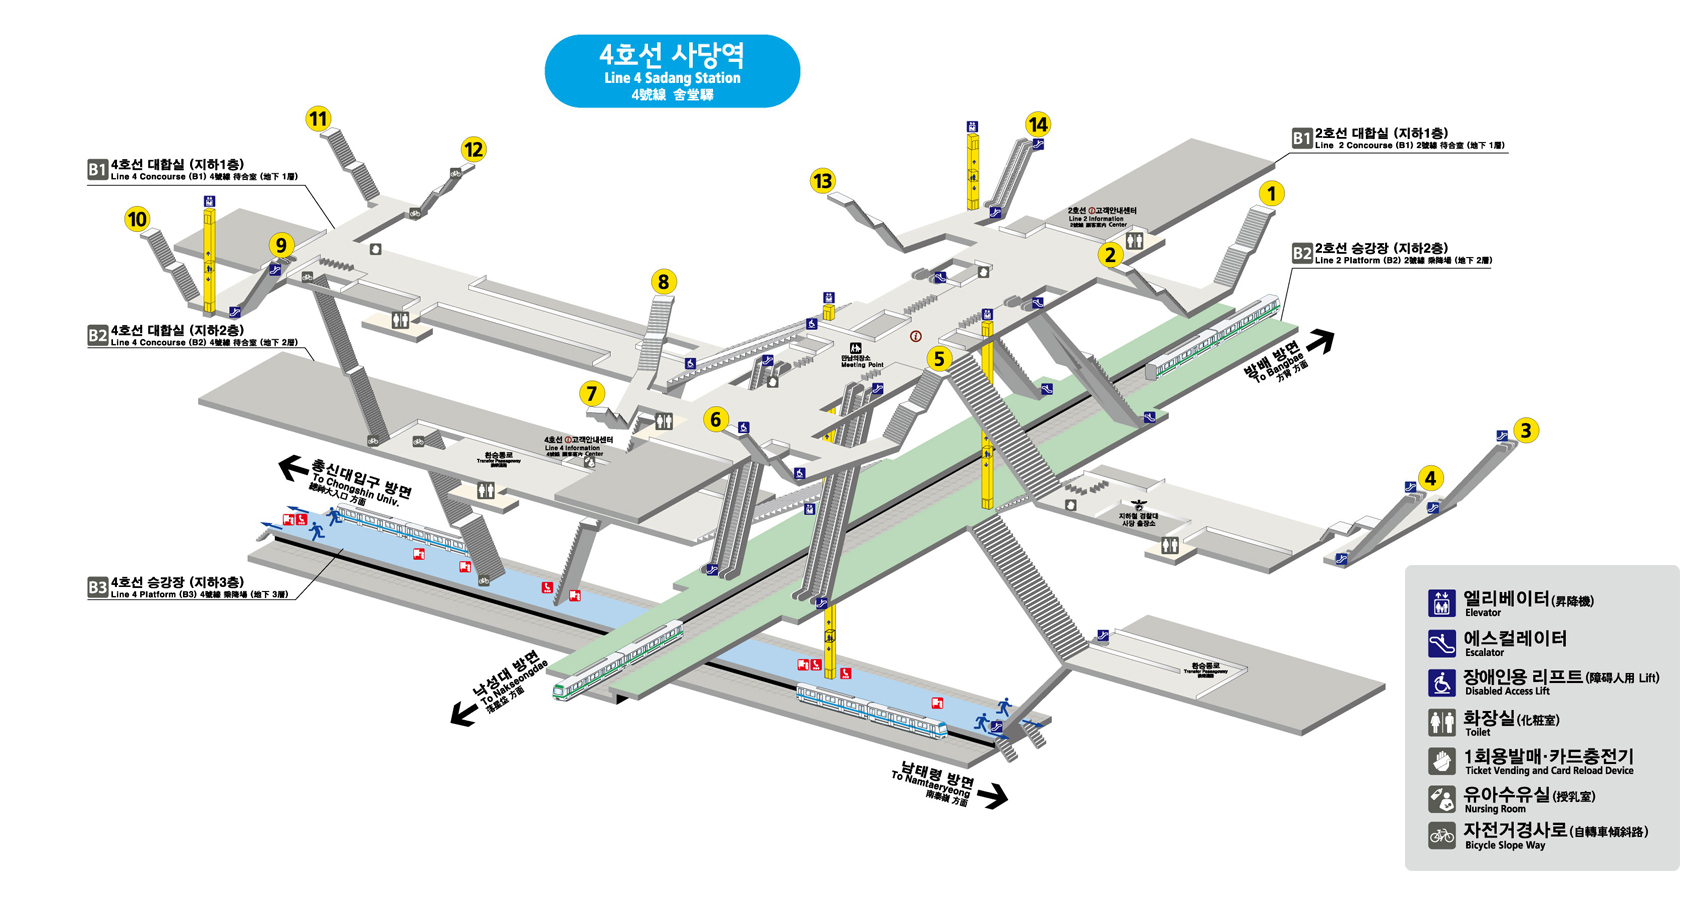 4호선 사당역
Line 4 Sadang Station
4號線 舍堂驛
11
12
10
9
8
7
6
5
13
14
1
2
3
4
B1 4호선 대합실 (지하1층)
Line 4 Concourse (B1) 4號線 待合室 (地下 1層)
B2 4호선 대합실 (지하2층)
Line 4 Concourse (B2) 4號線 待合室 (地下 2層)
B3 4호선 승강장 (지하3층)
Line 4 Platform (B3) 4號線 乘降場 (地下 3層)
B1 2호선 대합실 (지하1층)
Line 2 Concourse (B1) 2號線 待合室 (地下 1層)
B2 2호선 승강장 (지하2층)
Line 2 Platform (B2) 2號線 乘降場 (地下 2層)
2호선 i 고객안내센터
Line 2 Information
2號線 顧客案內 Center
만남의장소
Meeting Point
i
4호선 i 고객안내센터
Line 4 Information
4號線 顧客案內 Center
환승통로
Transfer Passageway
지하철 경찰대
사당 출장소
환승통로
Transfer Passageway
총신대입구 방면
To Chongshin Univ.
總神大入口 方面
방배 방면
To Bangbae
方背 方面
낙성대 방면
To Nakseongdae
落星垈 方面
남태령 방면
To Namtaeryeong
南泰嶺 方面
엘리베이터(昇降機)
Elevator
에스컬레이터
Escalator
장애인용 리프트(障碍人用 Lift)
Disabled Access Lift
화장실(化粧室)
Toilet
1회용발매·카드충전기
Ticket Vending and Card Reload Device
유아수유실(授乳室)
Nursing Room
자전거경사로(自轉車傾斜路)
Bicycle Slope Way